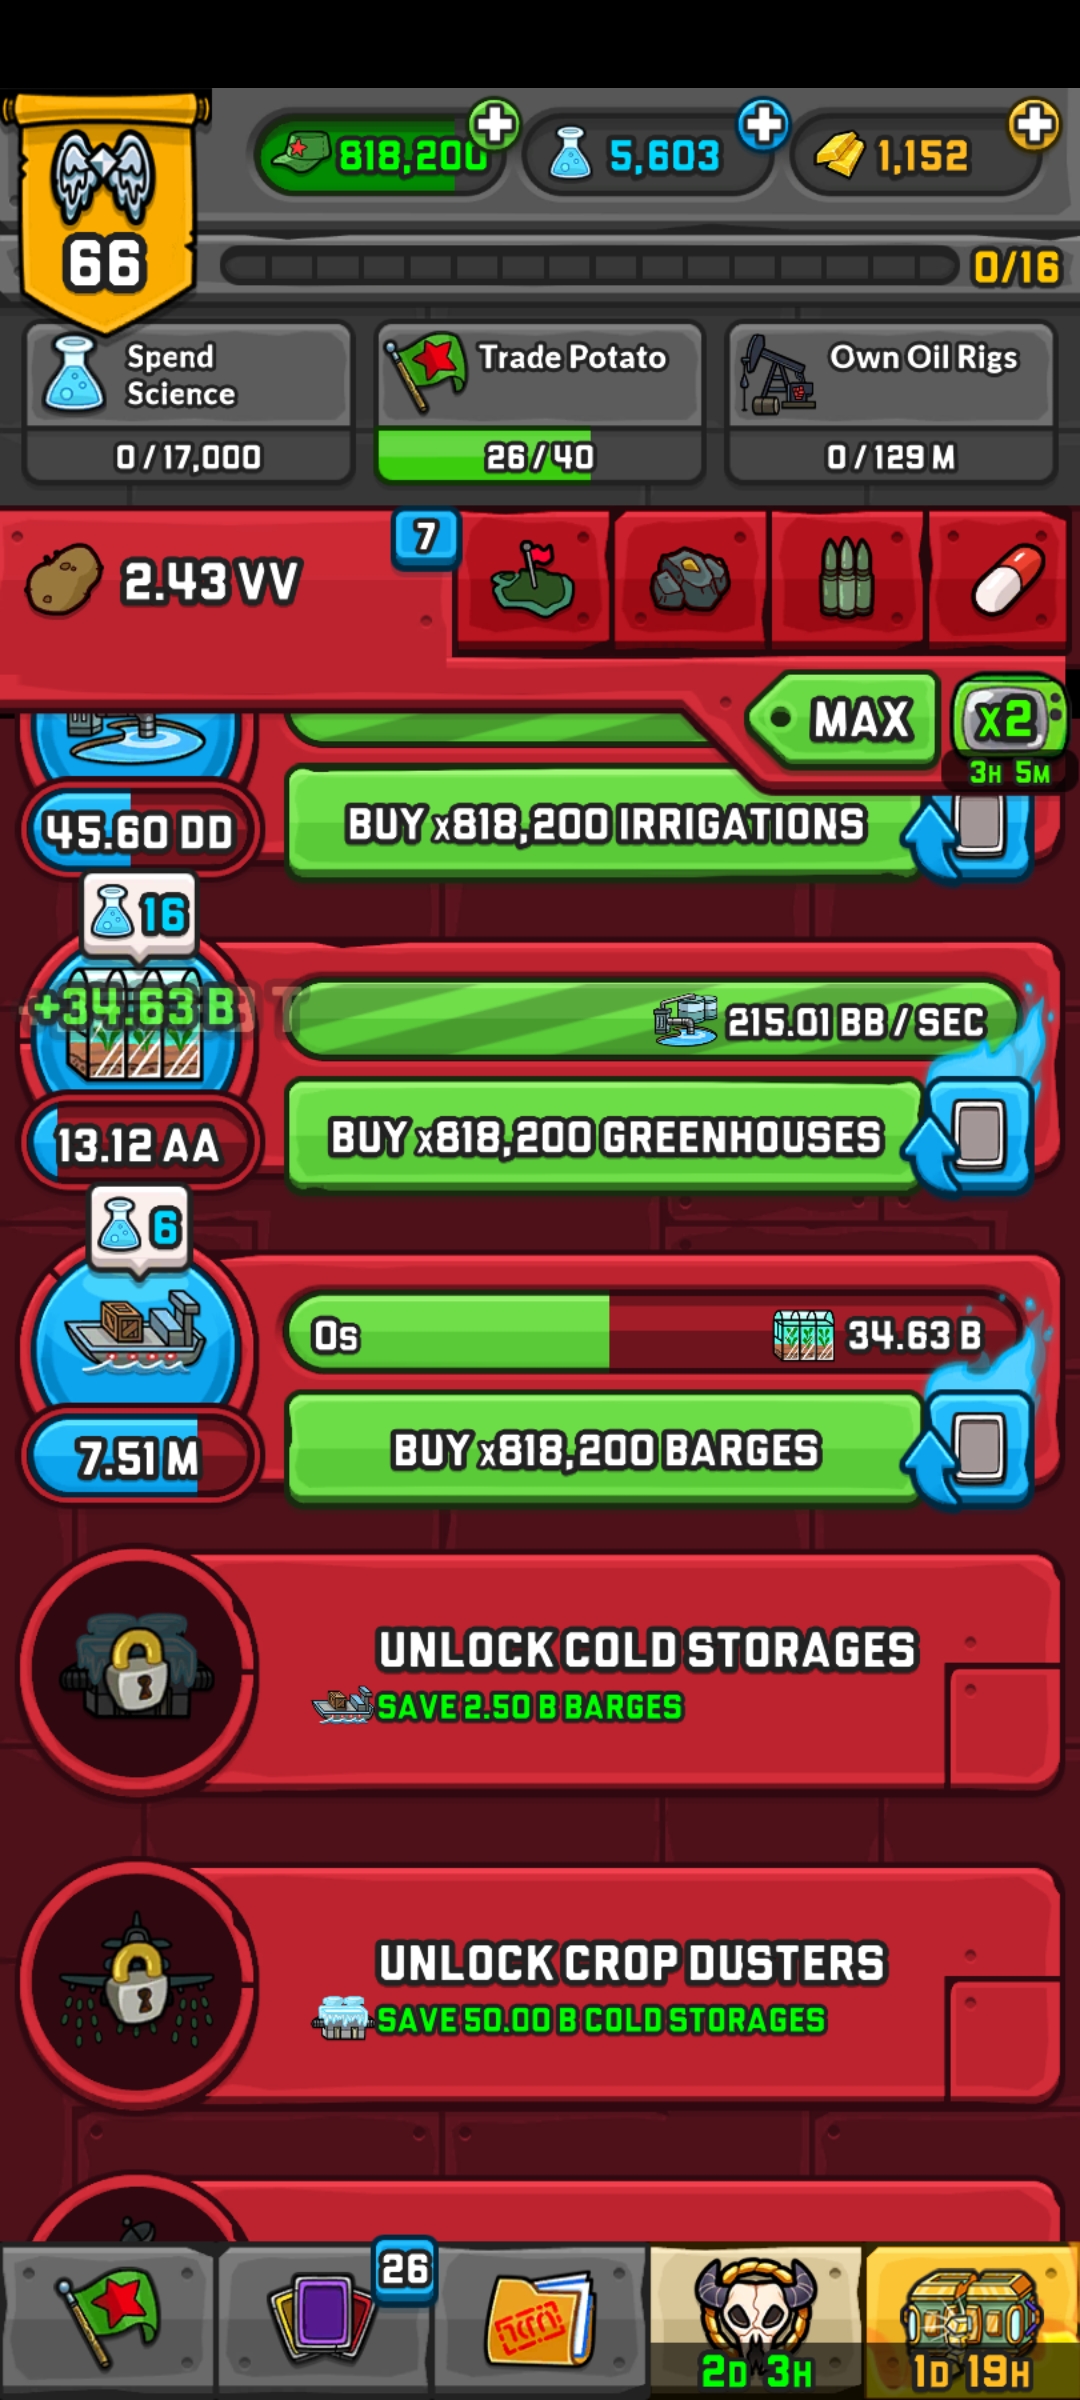 66
818,200
5,603
1,152
0/16
Spend
Science
0 / 17,000
Trade Potato
26 / 40
Own Oil Rigs
0 / 129 M
2.43 VV
7
MAX
x2
3H 5M
45.60 DD
BUY x818,200 IRRIGATIONS
16
+34.63 B
215.01 BB / SEC
13.12 AA
BUY x818,200 GREENHOUSES
6
0s
34.63 B
7.51 M
BUY x818,200 BARGES
UNLOCK COLD STORAGES
SAVE 2.50 B BARGES
UNLOCK CROP DUSTERS
SAVE 50.00 B COLD STORAGES
26
2D 3H
1D 19H